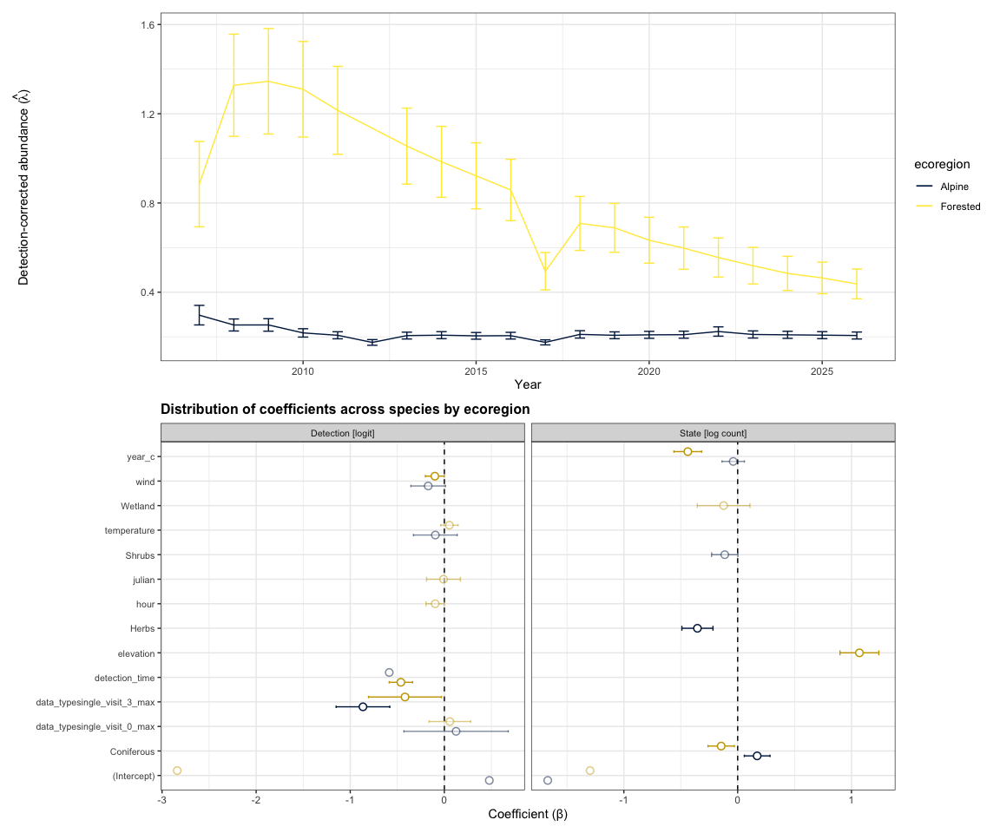 1.6
1.2
0.8
0.4
Detection-corrected abundance (λ̂)
2010 2015 2020 2025
Year
ecoregion
Alpine
Forested
Distribution of coefficients across species by ecoregion
Detection [logit] State [log count]
year_c
wind
Wetland
temperature
Shrubs
julian
hour
Herbs
elevation
detection_time
data_typesingle_visit_3_max
data_typesingle_visit_0_max
Coniferous
(Intercept)
-3 -2 -1 0 -1 0 1
Coefficient (β)